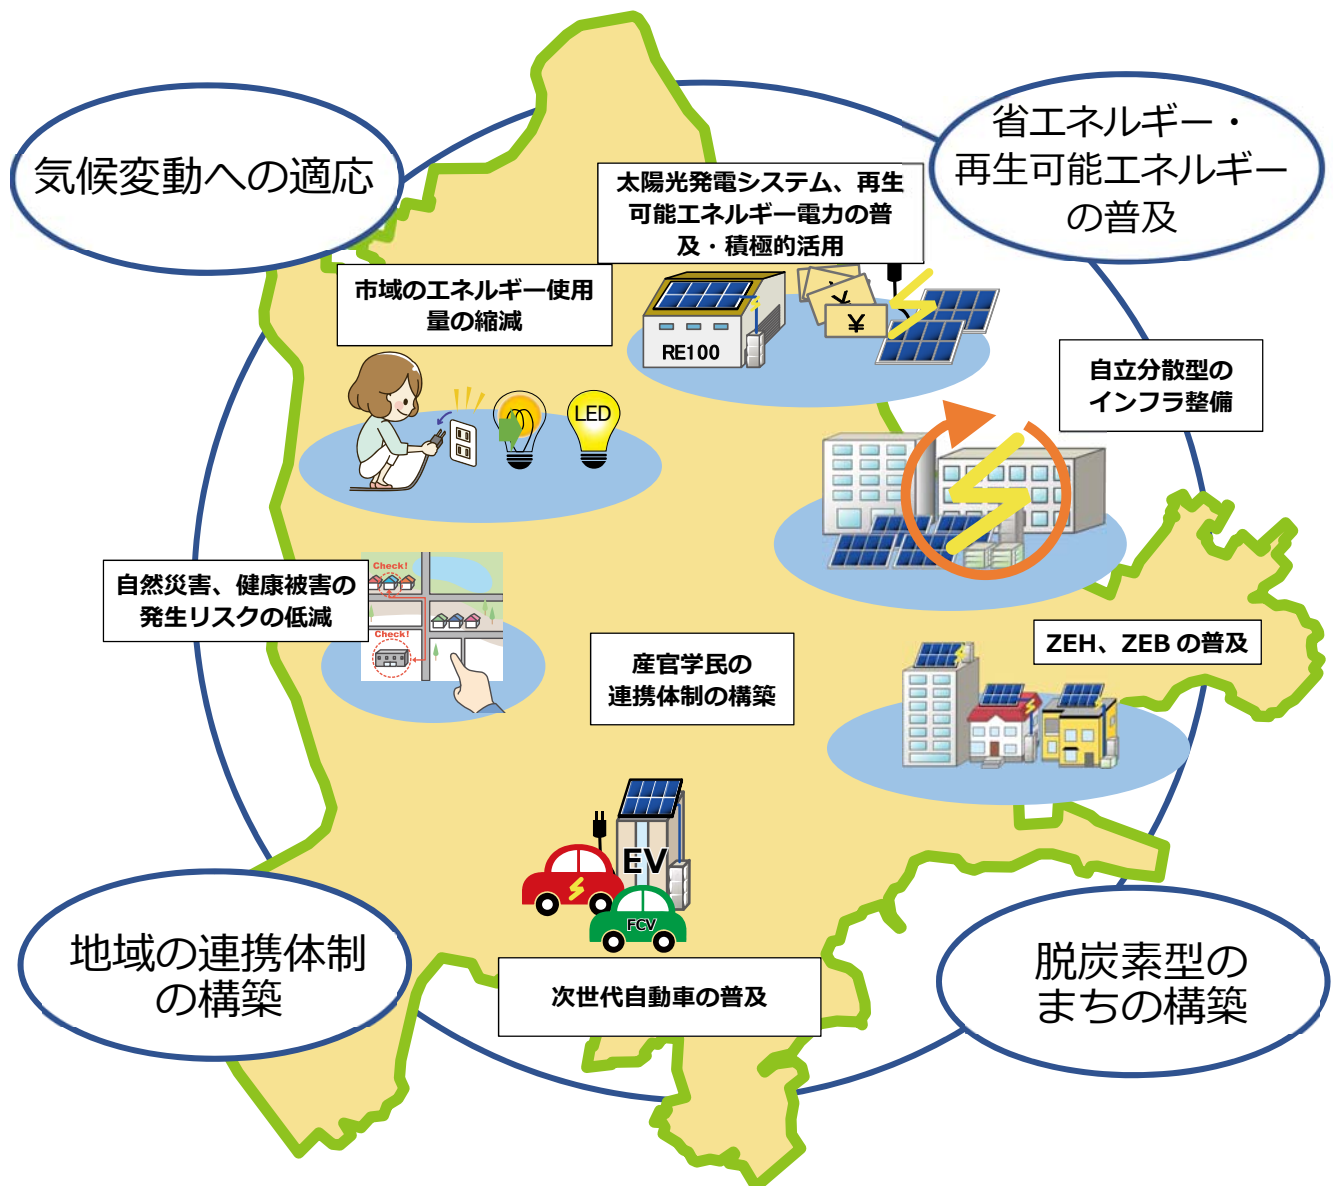 気候変動への適応
省エネルギー・
再生可能エネルギー
の普及
太陽光発電システム、再生
可能エネルギー電力の普
及・積極的活用
市域のエネルギー使用
量の縮減
RE100
¥
¥
自立分散型の
インフラ整備
LED
自然災害、健康被害の
発生リスクの低減
Check!
Check!
産官学民の
連携体制の構築
ZEH、ZEB の普及
EV
FCV
次世代自動車の普及
地域の連携体制
の構築
脱炭素型の
まちの構築